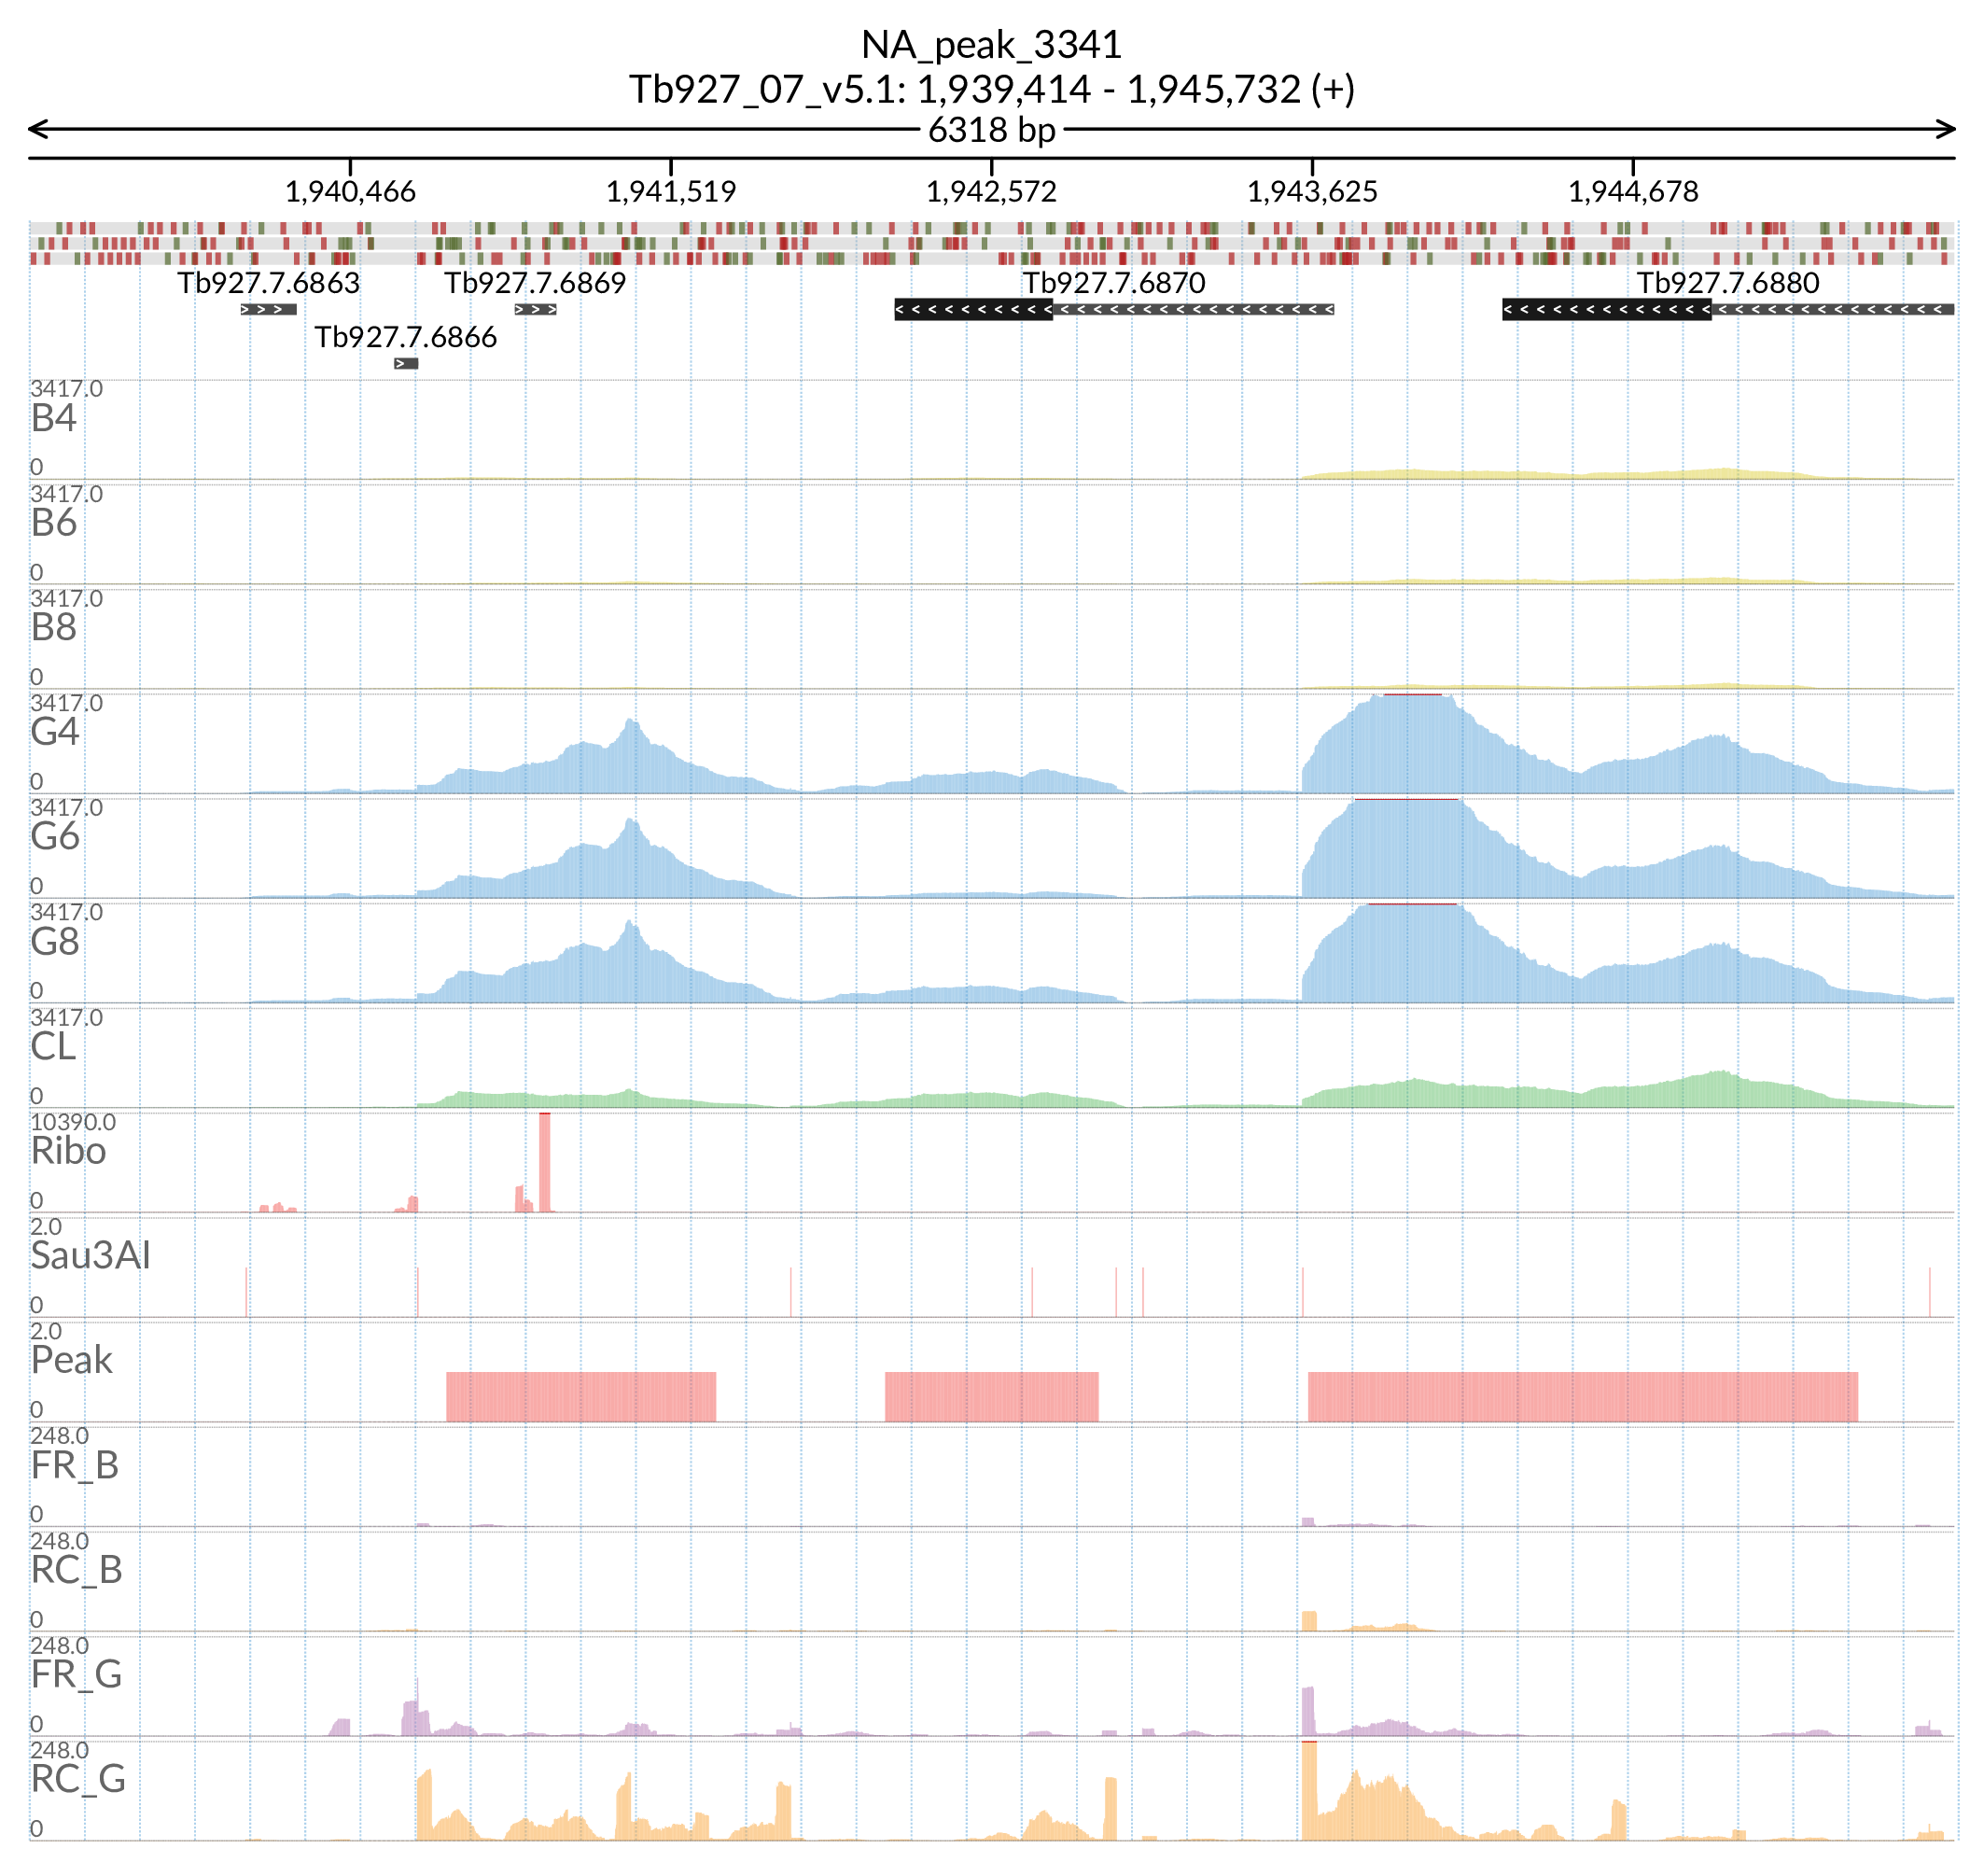 NA_peak_3341
Tb927_07_v5.1: 1,939,414 - 1,945,732 (+)
6318 bp
1,940,466 1,941,519 1,942,572 1,943,625 1,944,678
Tb927.7.6863 Tb927.7.6869 Tb927.7.6870 Tb927.7.6880
Tb927.7.6866
3417.0
B4
0
3417.0
B6
0
3417.0
B8
0
3417.0
G4
0
3417.0
G6
0
3417.0
G8
0
3417.0
CL
0
10390.0
Ribo
0
2.0
Sau3AI
0
2.0
Peak
0
248.0
FR_B
0
248.0
RC_B
0
248.0
FR_G
0
248.0
RC_G
0